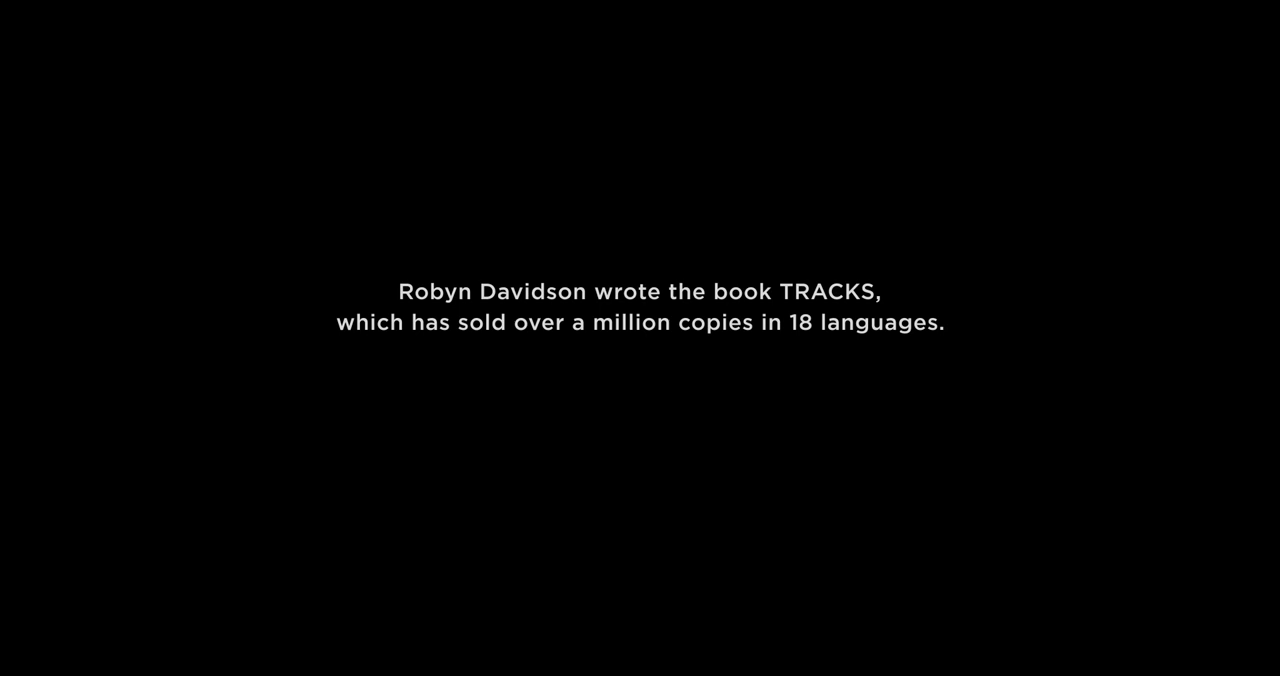 Robyn Davidson wrote the book TRACKS,
which has sold over a million copies in 18 languages.